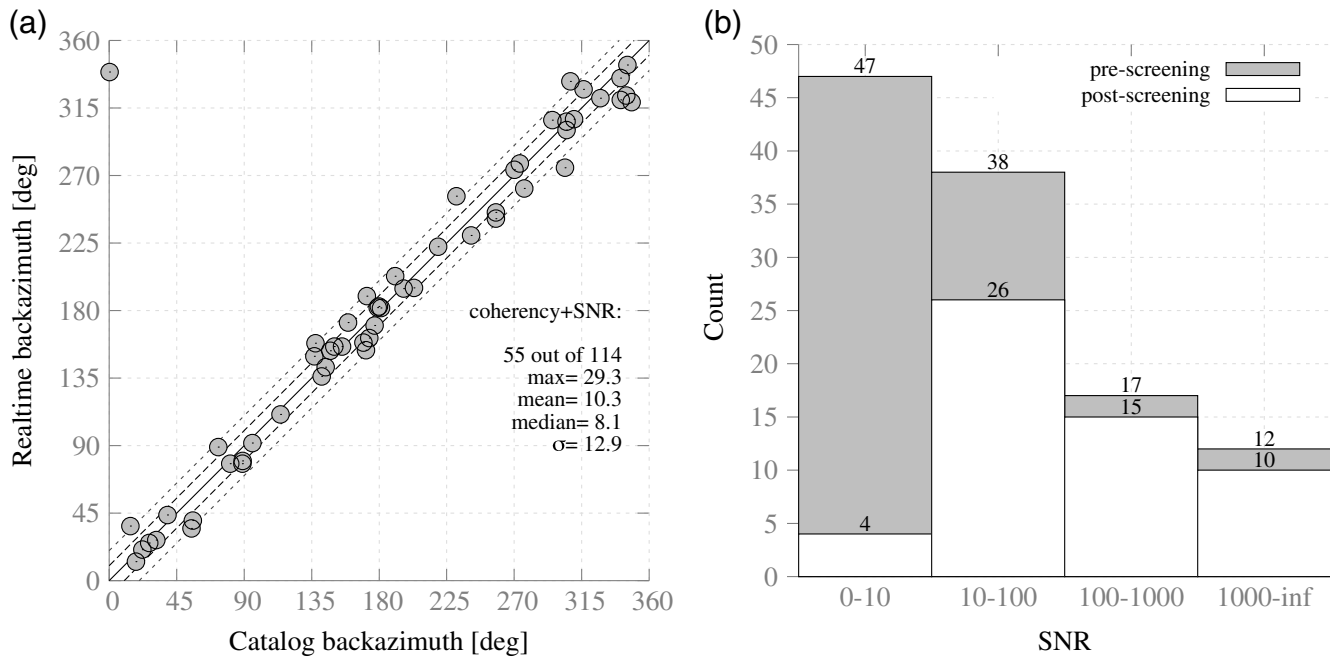 (a)
360
315
270
225
180
135
90
45
0
Realtime backazimuth [deg]
0 45 90 135 180 225 270 315 360
Catalog backazimuth [deg]
coherency+SNR:
55 out of 114
max= 29.3
mean= 10.3
median= 8.1
σ= 12.9
(b)
50
45
40
35
30
25
20
15
10
5
0
Count
pre-screening
post-screening
47
38
26
17
15
12
10
4
0-10 10-100 100-1000 1000-inf
SNR